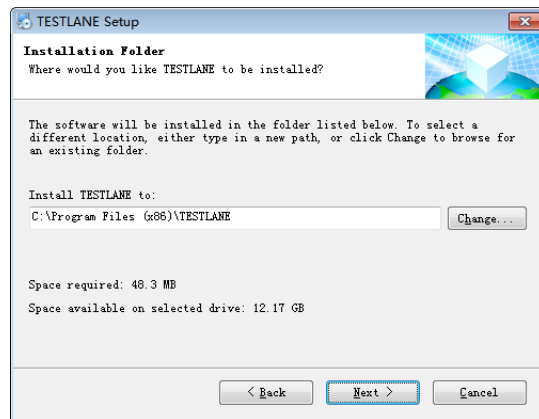 TESTLANE Setup
Installation Folder
Where would you like TESTLANE to be installed?
The software will be installed in the folder listed below. To select a
different location, either type in a new path, or click Change to browse for
an existing folder.
Install TESTLANE to:
C:\Program Files (x86)\TESTLANE
Change...
Space required: 48.3 MB
Space available on selected drive: 12.17 GB
< Back
Next >
Cancel